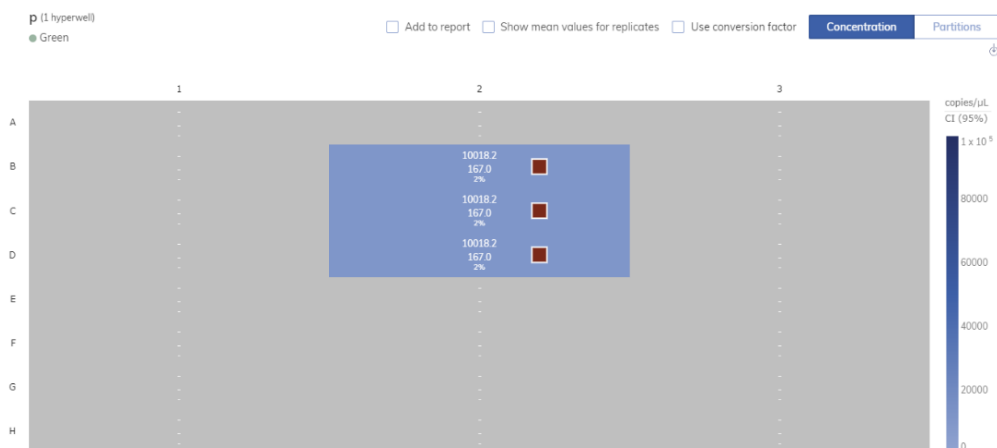 p (1 hyperwell)
Green
Add to report
Show mean values for replicates
Use conversion factor
Concentration
Partitions
1 2 3
copies/µL
CI (95%)
A
B
10018.2
167.0
2%
C
10018.2
167.0
2%
D
10018.2
167.0
2%
E
F
G
H
1 x 10⁵
80000
60000
40000
20000
0